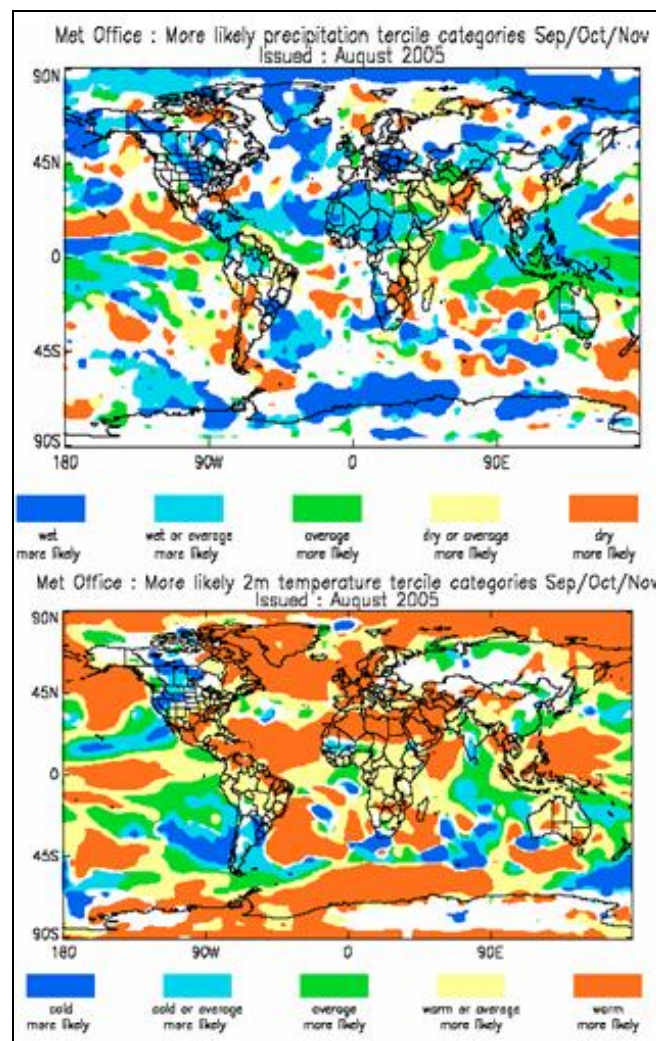 Met Office : More likely precipitation tercile categories Sep/Oct/Nov
Issued : August 2005
90N
45N
0
45S
90S
180 90W 0 90E
wet more likely
wet or average more likely
average more likely
dry or average more likely
dry more likely
Met Office : More likely 2m temperature tercile categories Sep/Oct/Nov
Issued : August 2005
90N
45N
0
45S
90S
180 90W 0 90E
cold more likely
cold or average more likely
average more likely
warm or average more likely
warm more likely